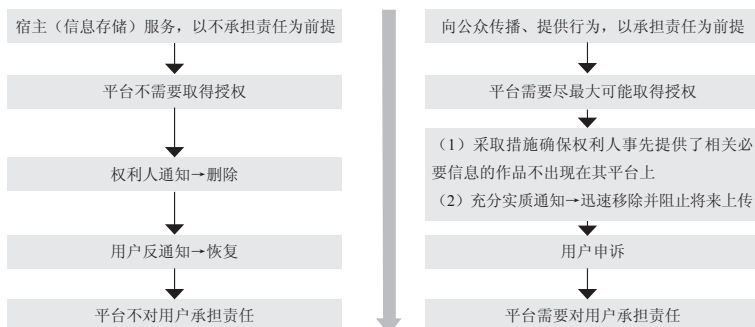 宿主（信息存储）服务，以不承担责任为前提
平台不需要取得授权
权利人通知→删除
用户反通知→恢复
平台不对用户承担责任
向公众传播、提供行为，以承担责任为前提
平台需要尽最大可能取得授权
（1）采取措施确保权利人事先提供了相关必
要信息的作品不出现在其平台上
（2）充分实质通知→迅速移除并阻止将来上传
用户申诉
平台需要对用户承担责任